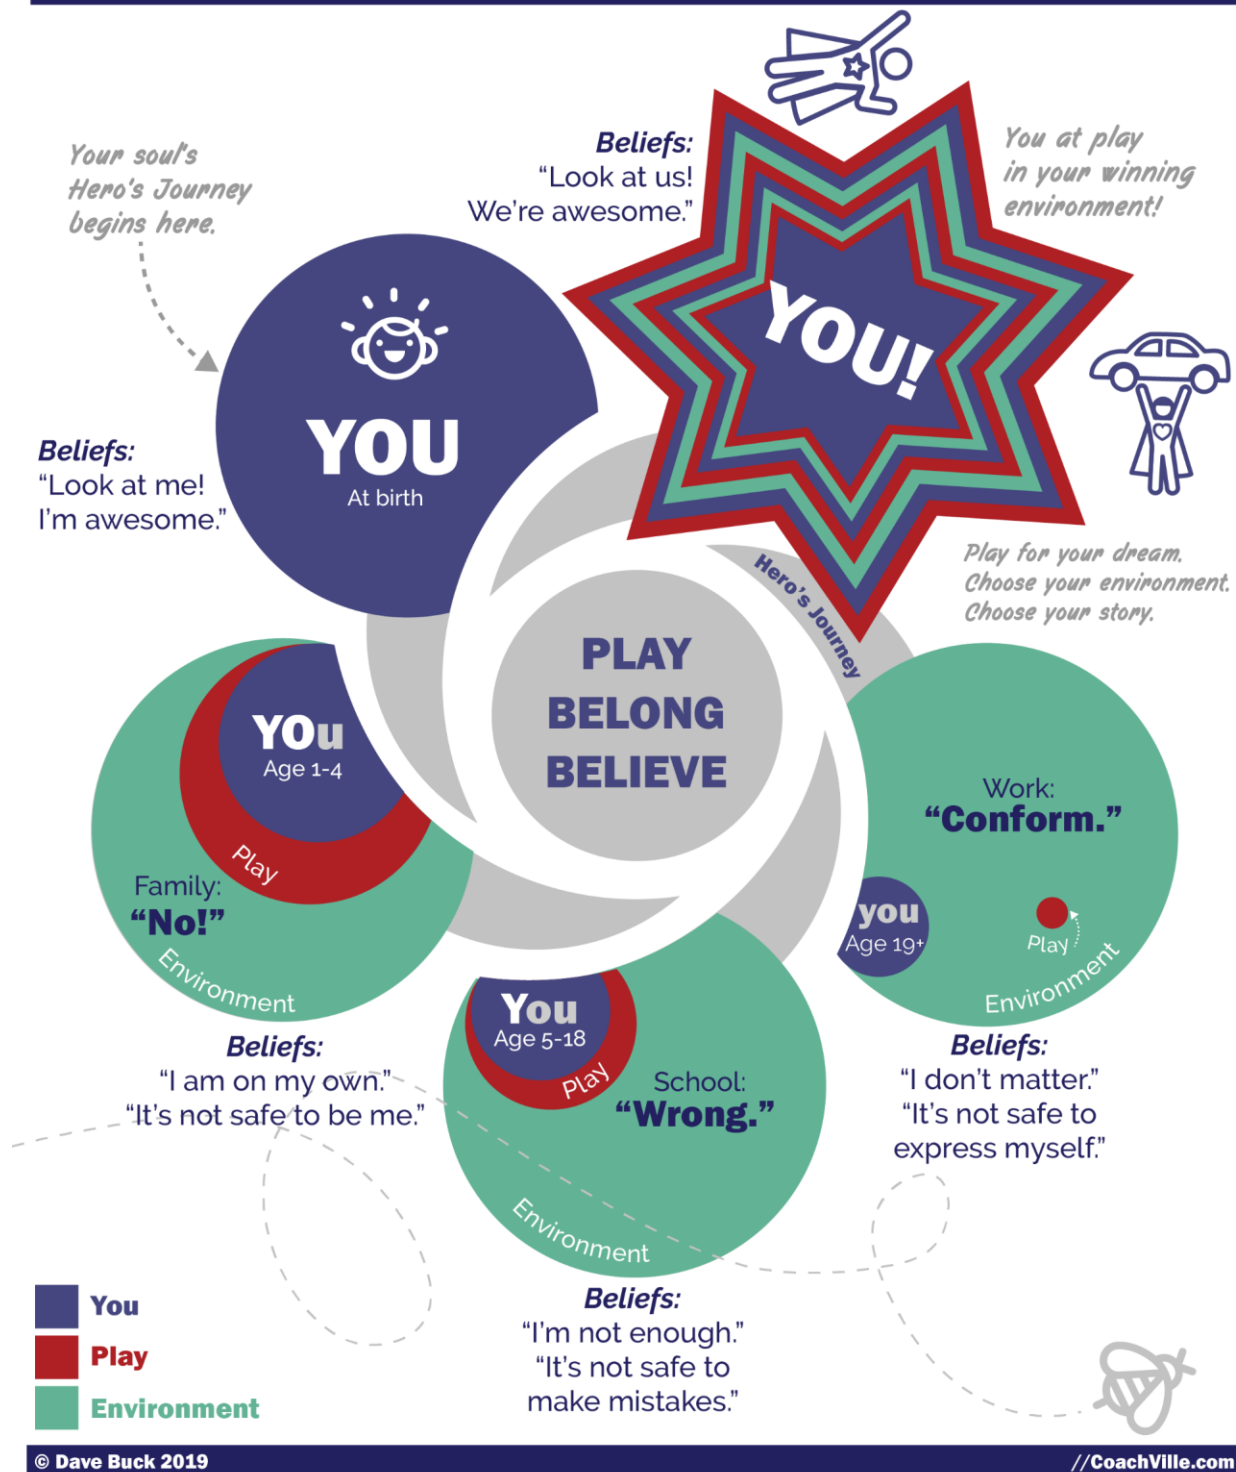 Your soul's
Hero's Journey
begins here.
Beliefs:
“Look at me!
I'm awesome.”
YOU
At birth
YOu
Age 1-4
Play
Family:
“No!”
Environment
Beliefs:
“I am on my own.”
“It's not safe to be me.”
You
Age 5-18
Play
School:
“Wrong.”
Environment
Beliefs:
“I'm not enough.”
“It's not safe to
make mistakes.”
Work:
“Conform.”
you
Age 19+
Play
Environment
Beliefs:
“I don't matter.”
“It's not safe to
express myself.”
Hero's Journey
Beliefs:
“Look at us!
We're awesome.”
YOU!
You at play
in your winning
environment!
Play for your dream.
Choose your environment.
Choose your story.
PLAY
BELONG
BELIEVE
You
Play
Environment
© Dave Buck 2019
//CoachVille.com